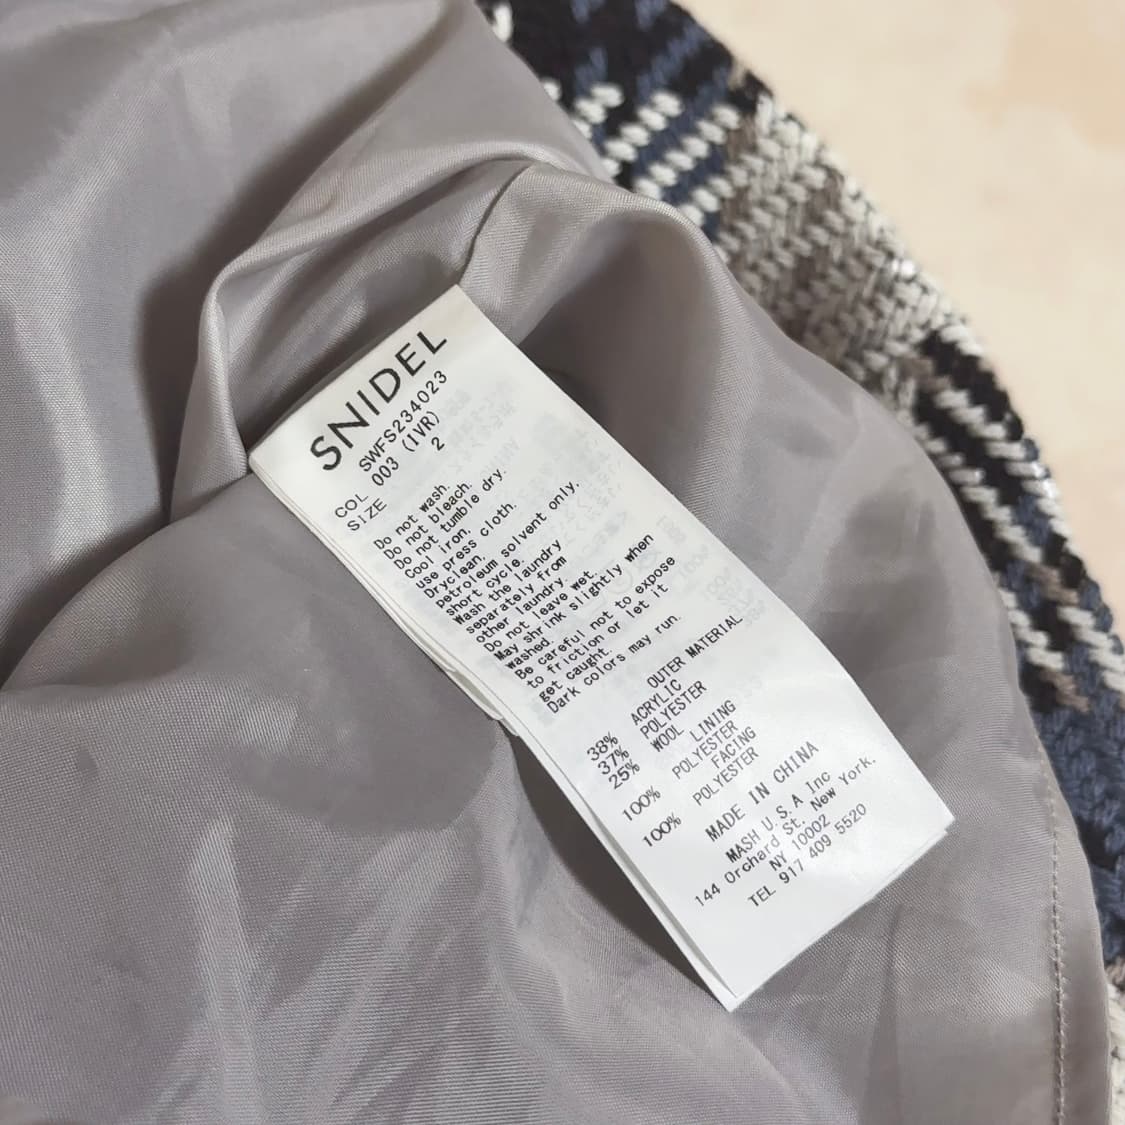 SNIDEL
SWFS234023
COL 003 (IVR)
SIZE 2
Do not wash.
Do not bleach.
Do not tumble dry.
Cool iron.
use press cloth.
Dryclean,
petroleum solvent only,
short cycle.
Wash the laundry
separately from
other laundry.
Do not leave wet.
May shrink slightly when
washed.
Be careful not to expose
to friction or let it
get caught.
Dark colors may run.
OUTER MATERIAL
38% ACRYLIC
37% POLYESTER
25% WOOL
LINING
100% POLYESTER
FACING
100% POLYESTER
MADE IN CHINA
MASH U.S.A Inc
144 Orchard St. New York.
NY 10002
TEL 917 409 5520